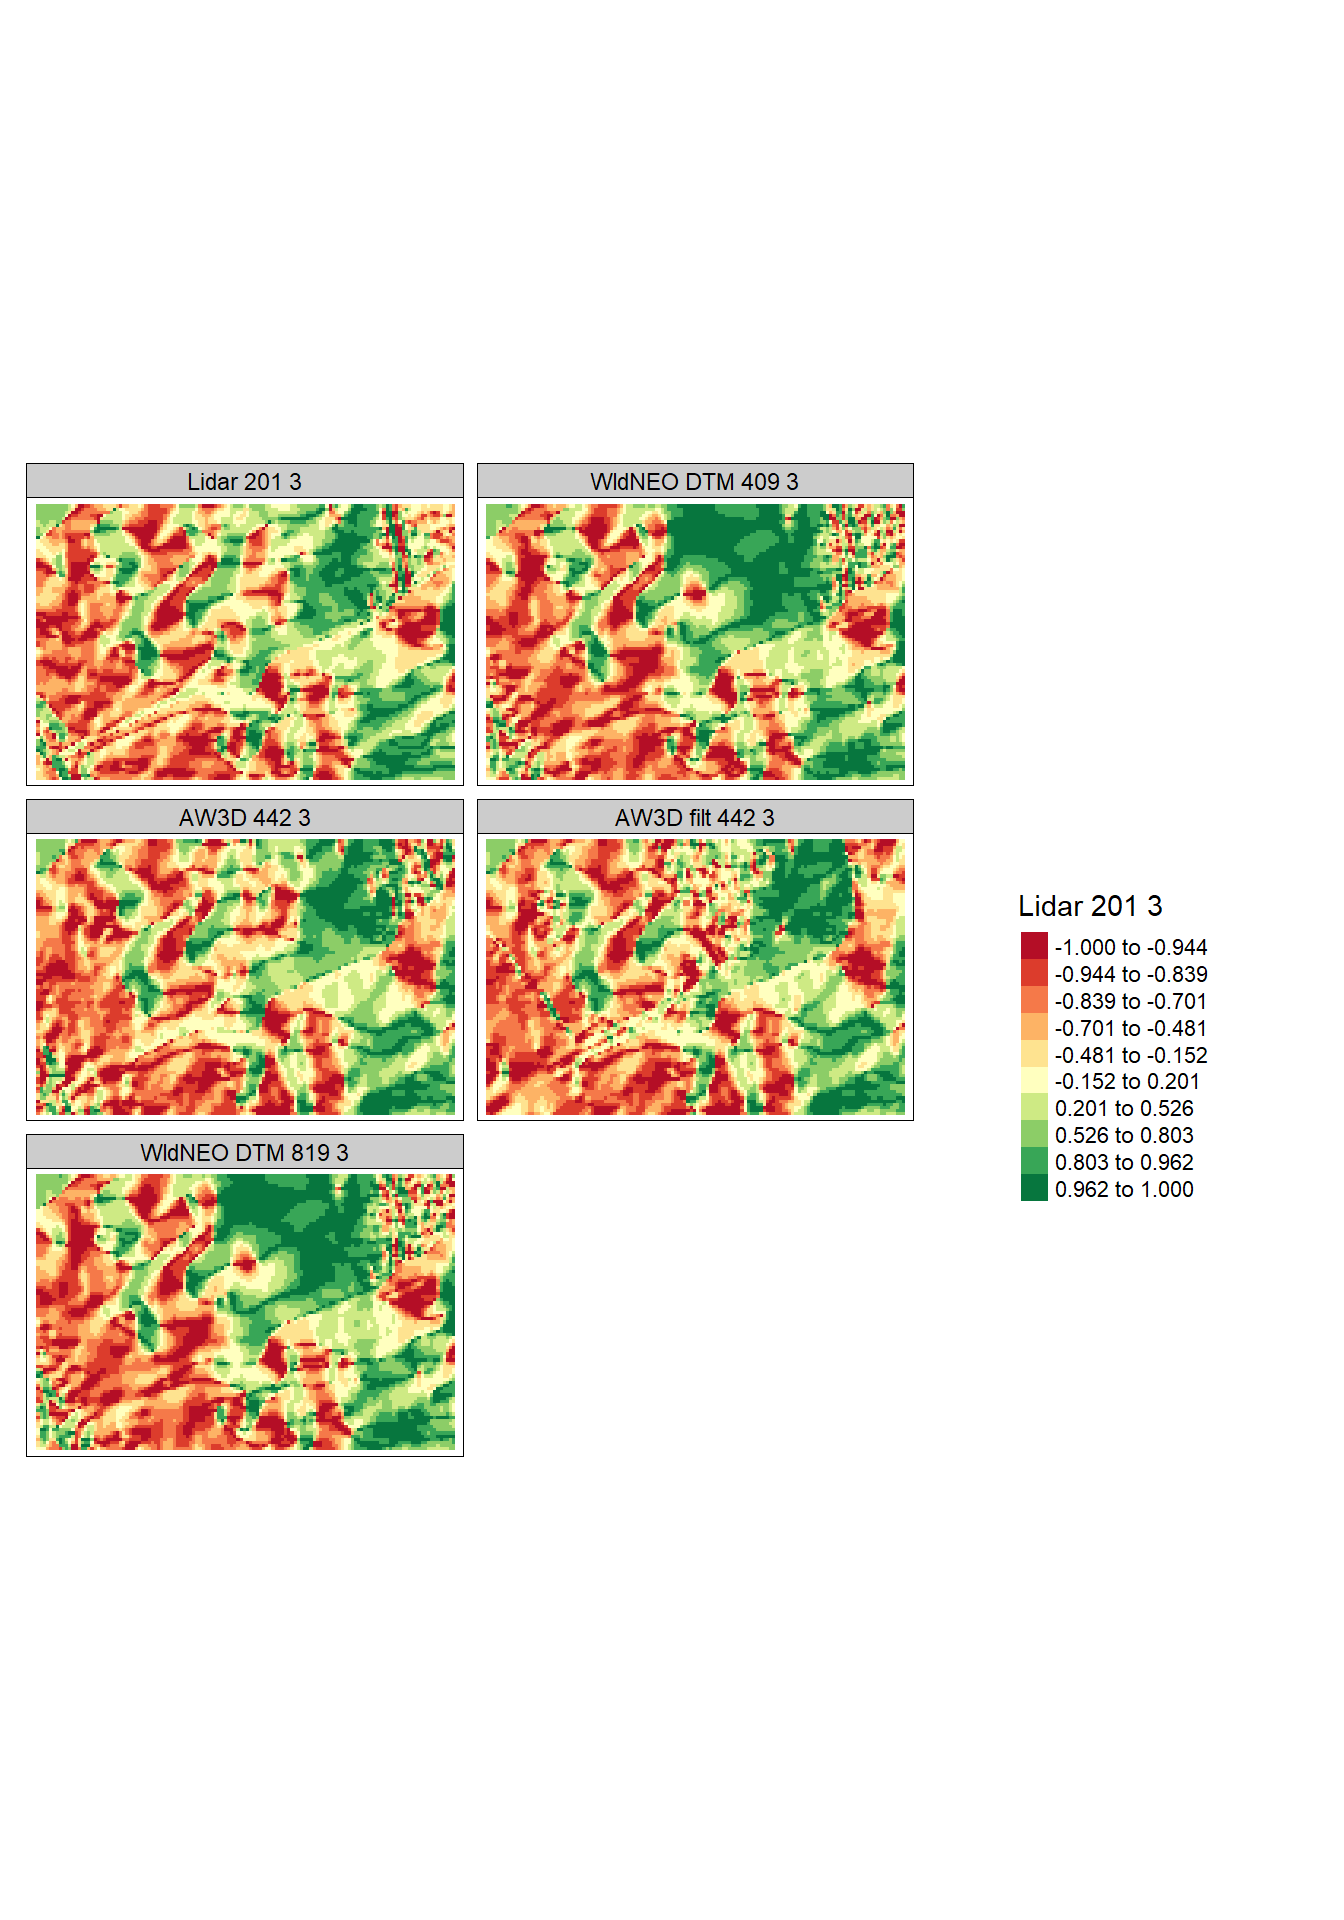 Lidar 201 3
WldNEO DTM 409 3
AW3D 442 3
AW3D filt 442 3
WldNEO DTM 819 3
Lidar 201 3
-1.000 to -0.944
-0.944 to -0.839
-0.839 to -0.701
-0.701 to -0.481
-0.481 to -0.152
-0.152 to 0.201
0.201 to 0.526
0.526 to 0.803
0.803 to 0.962
0.962 to 1.000